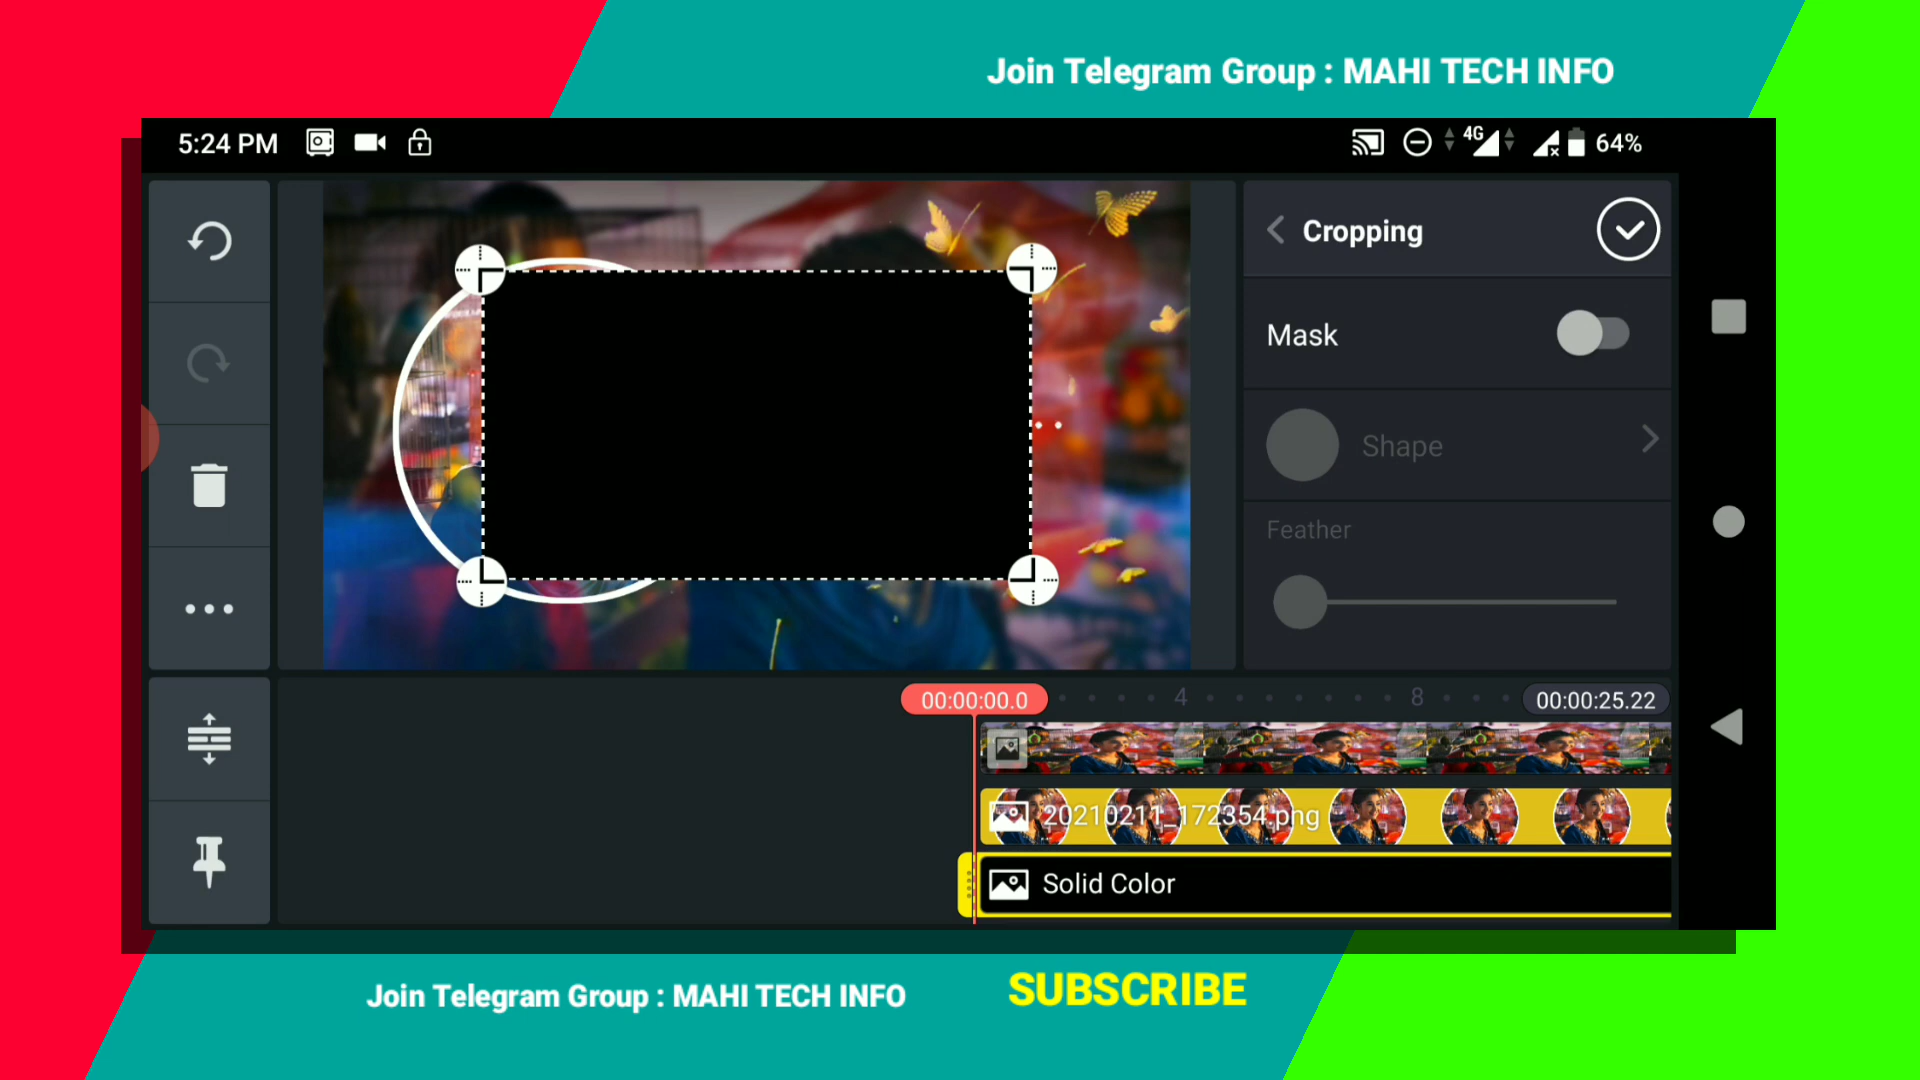 Join Telegram Group : MAHI TECH INFO
5:24 PM
4G
64%
Cropping
Mask
Shape
Feather
00:00:00.0
4
8
00:00:25.22
20210211_172354.png
Solid Color
Join Telegram Group : MAHI TECH INFO
SUBSCRIBE